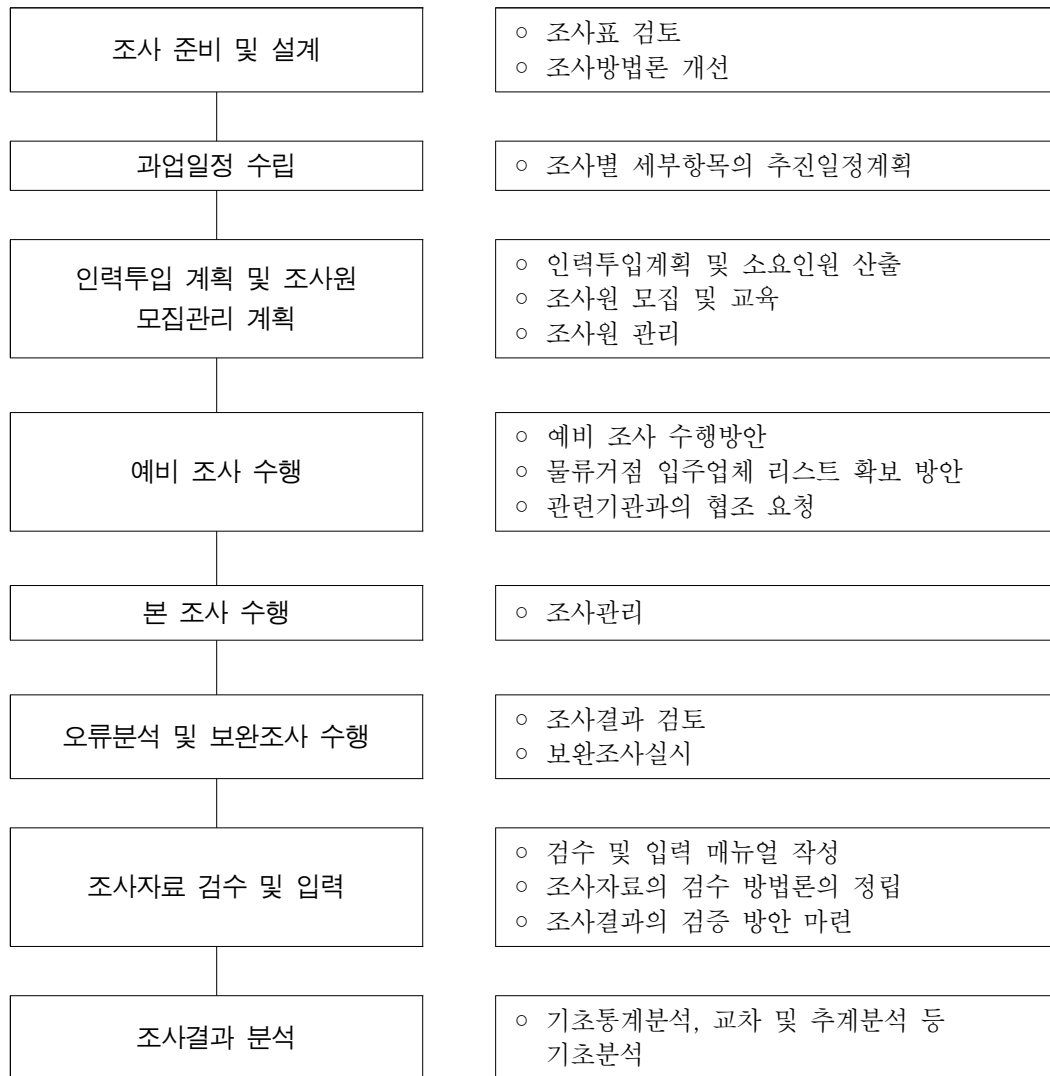 조사 준비 및 설계
○ 조사표 검토
○ 조사방법론 개선
과업일정 수립
○ 조사별 세부항목의 추진일정계획
인력투입 계획 및 조사원
모집관리 계획
○ 인력투입계획 및 소요인원 산출
○ 조사원 모집 및 교육
○ 조사원 관리
예비 조사 수행
○ 예비 조사 수행방안
○ 물류거점 입주업체 리스트 확보 방안
○ 관련기관과의 협조 요청
본 조사 수행
○ 조사관리
오류분석 및 보완조사 수행
○ 조사결과 검토
○ 보완조사실시
조사자료 검수 및 입력
○ 검수 및 입력 매뉴얼 작성
○ 조사자료의 검수 방법론의 정립
○ 조사결과의 검증 방안 마련
조사결과 분석
○ 기초통계분석, 교차 및 추계분석 등
기초분석